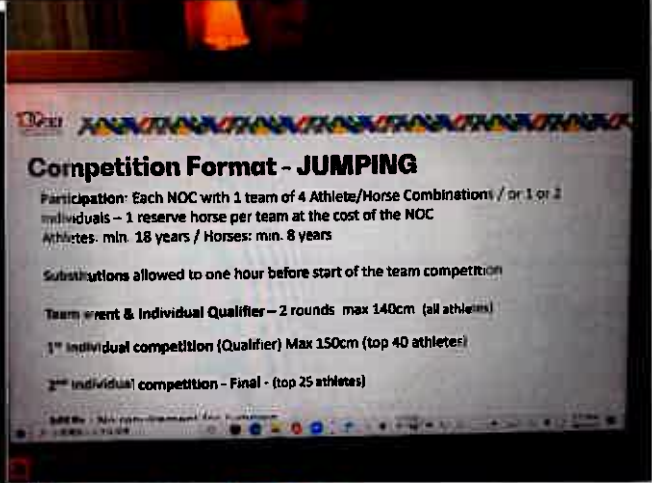 Competition Format - JUMPING
Participation: Each NOC with 1 team of 4 Athlete/Horse Combinations / or 1 or 2
individuals – 1 reserve horse per team at the cost of the NOC
Athletes: min. 18 years / Horses: min. 8 years
Substitutions allowed to one hour before start of the team competition
Team event & Individual Qualifier – 2 rounds max 140cm (all athletes)
1st individual competition (Qualifier) Max 150cm (top 40 athletes)
2nd individual competition - Final - (top 25 athletes)